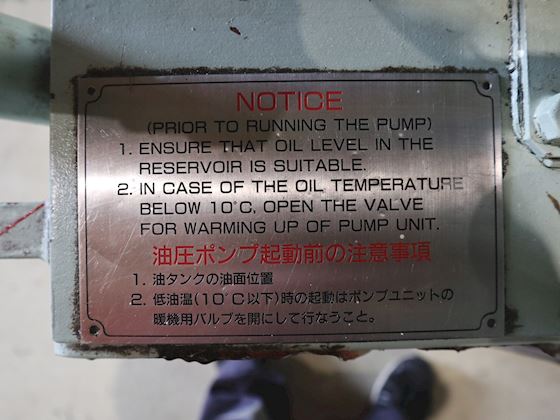 NOTICE
(PRIOR TO RUNNING THE PUMP)
1. ENSURE THAT OIL LEVEL IN THE
RESERVOIR IS SUITABLE.
2. IN CASE OF THE OIL TEMPERATURE
BELOW 10°C, OPEN THE VALVE
FOR WARMING UP OF PUMP UNIT.
油圧ポンプ起動前の注意事項
1. 油タンクの油面位置
2. 低油温(10°C以下)時の起動はポンプユニットの
暖機用バルブを開にして行なうこと。